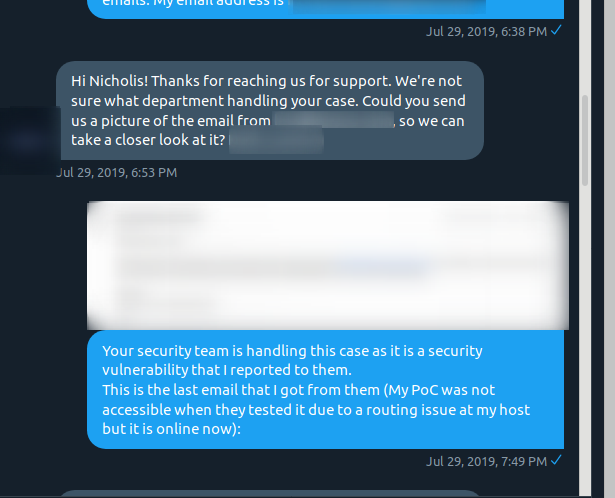 emails. My email address is
Jul 29, 2019, 6:38 PM
Hi Nicholis! Thanks for reaching us for support. We're not
sure what department handling your case. Could you send
us a picture of the email from , so we can
take a closer look at it?
Jul 29, 2019, 6:53 PM
Your security team is handling this case as it is a security
vulnerability that I reported to them.
This is the last email that I got from them (My PoC was not
accessible when they tested it due to a routing issue at my host
but it is online now):
Jul 29, 2019, 7:49 PM